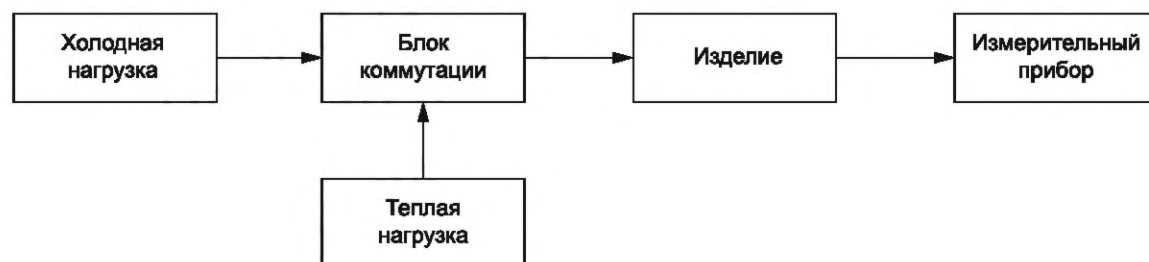 Холодная
нагрузка
Блок
коммутации
Изделие
Измерительный
прибор
Теплая
нагрузка